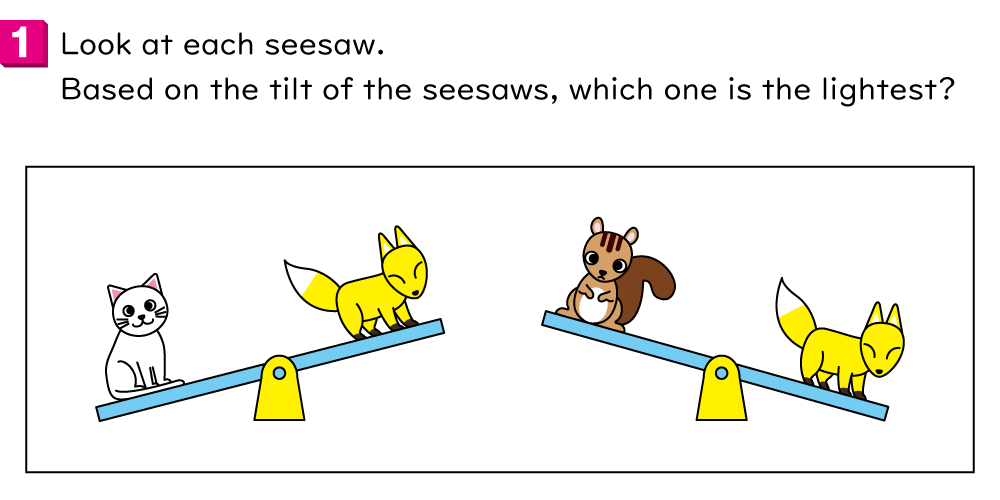 1 Look at each seesaw.
Based on the tilt of the seesaws, which one is the lightest?